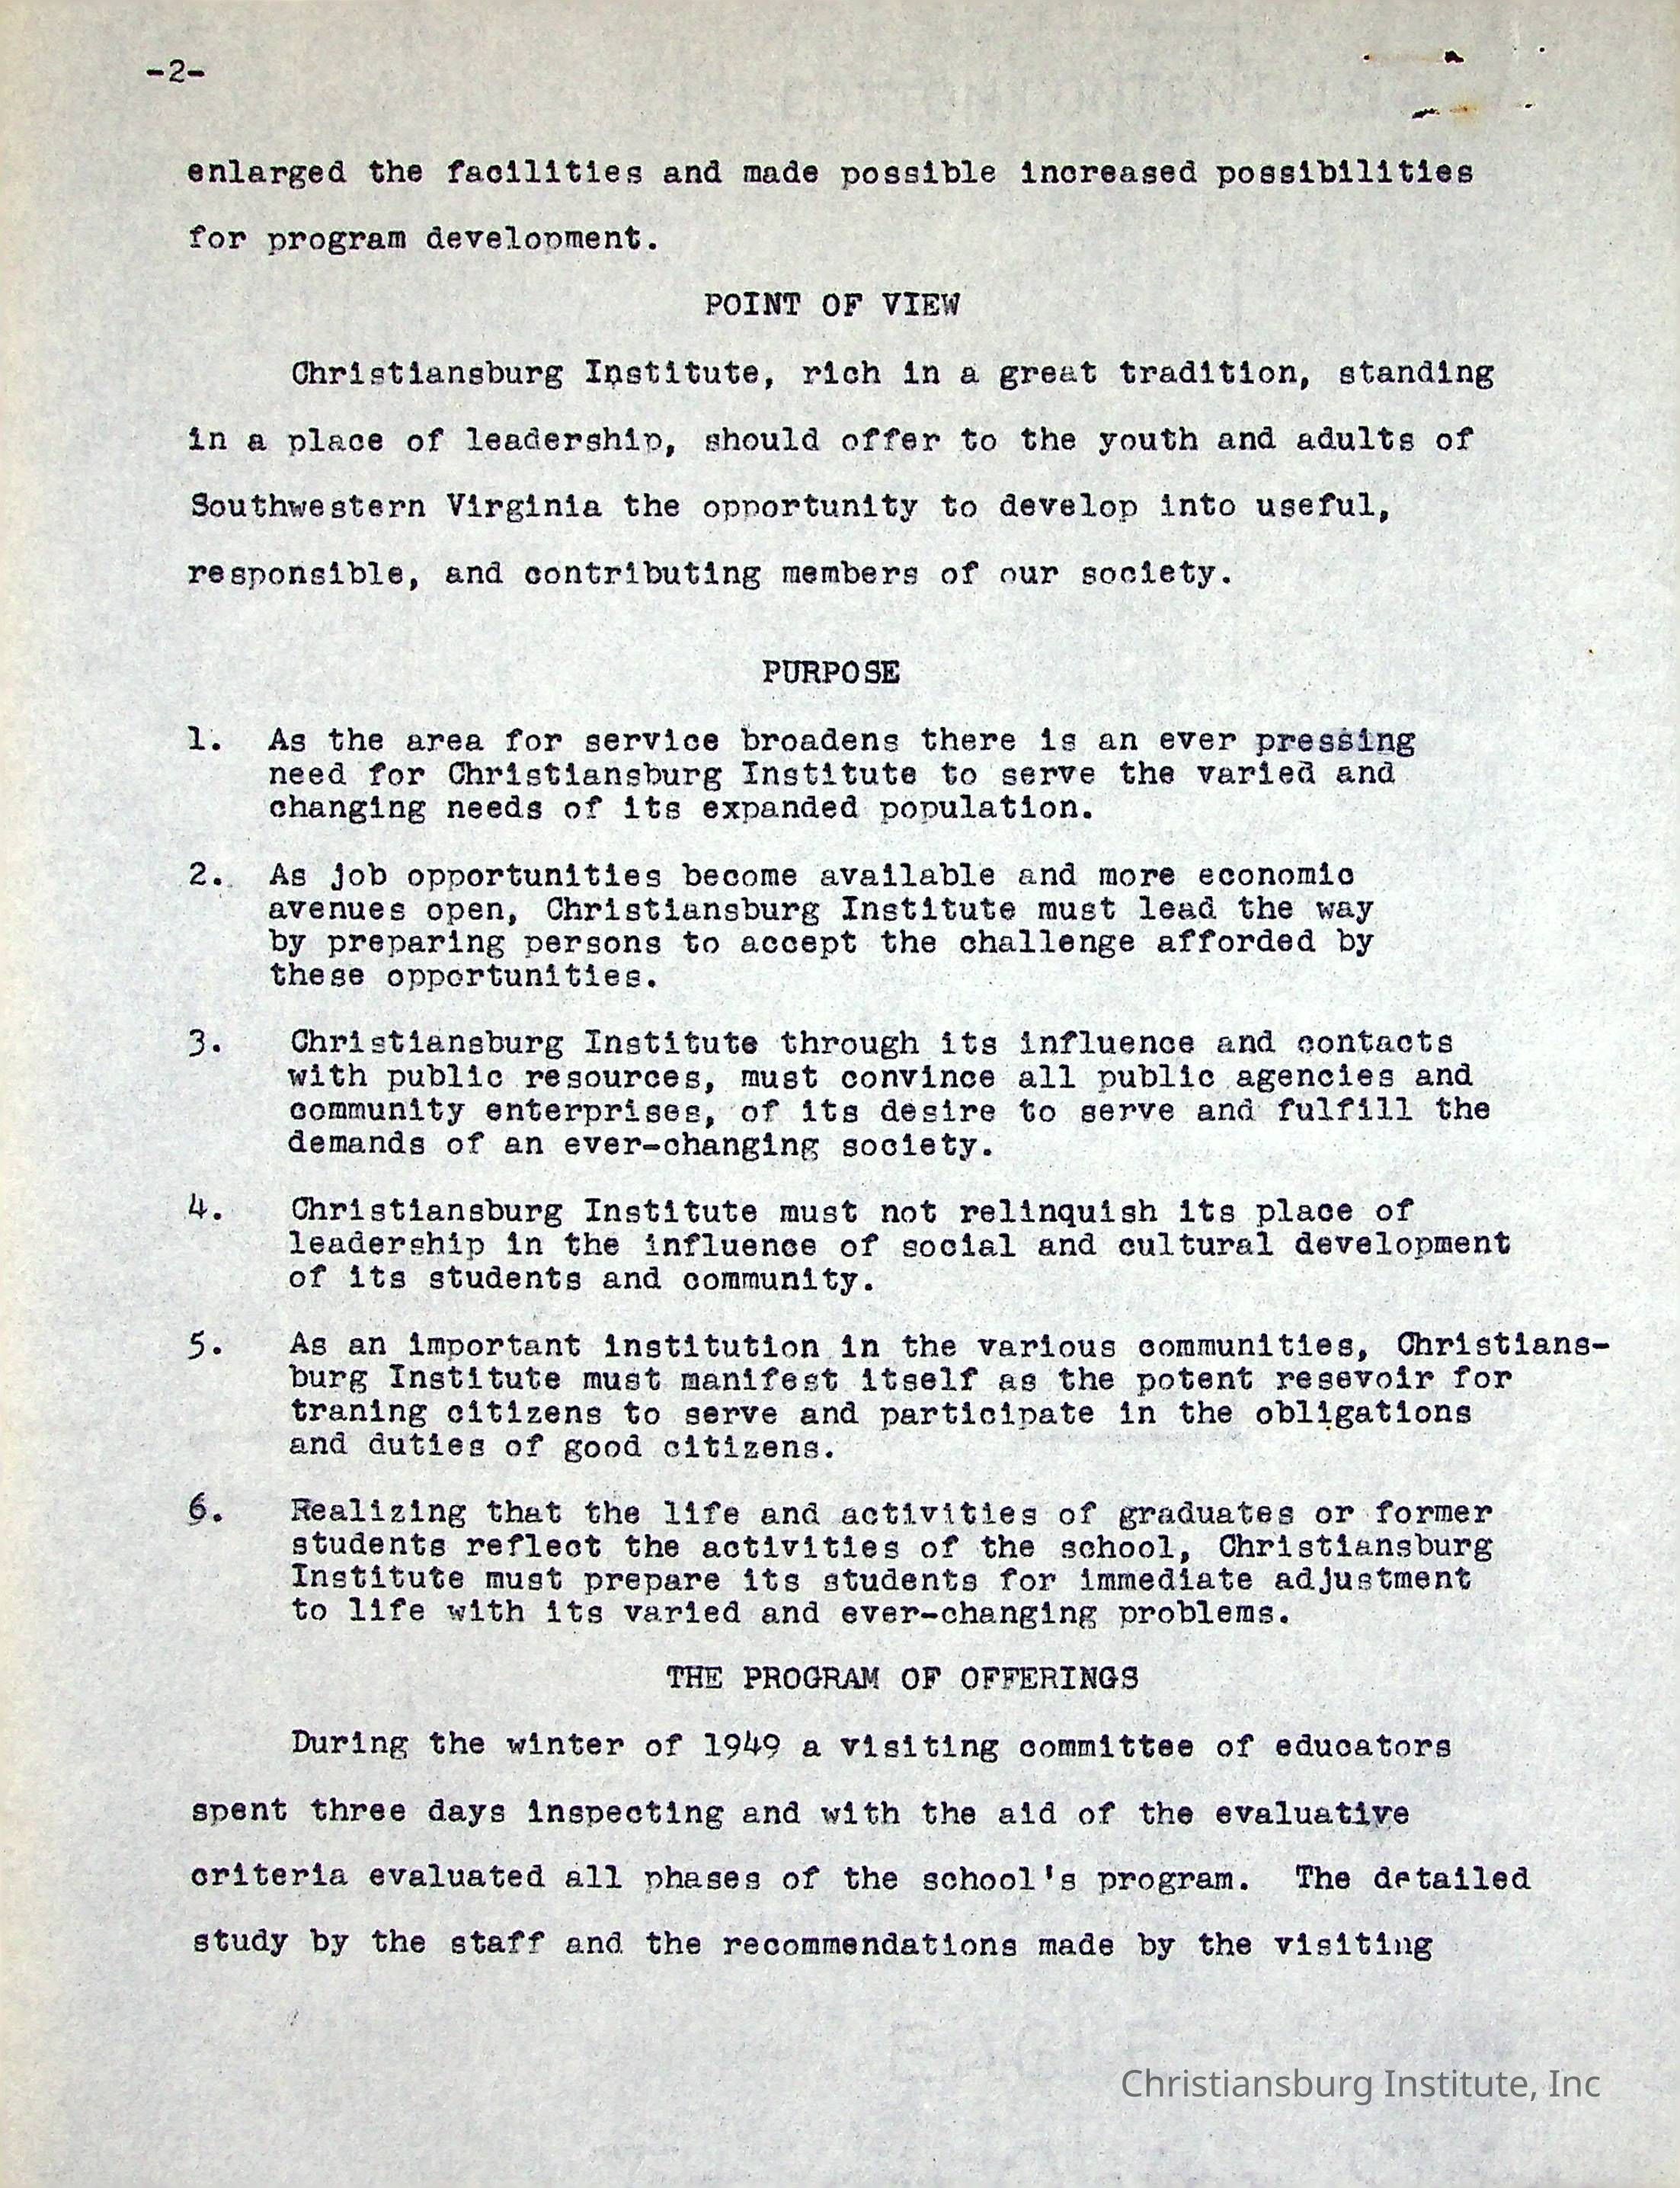 -2-
enlarged the facilities and made possible increased possibilities
for program development.
POINT OF VIEW
Christiansburg Institute, rich in a great tradition, standing
in a place of leadership, should offer to the youth and adults of
Southwestern Virginia the opportunity to develop into useful,
responsible, and contributing members of our society.
PURPOSE
1. As the area for service broadens there is an ever pressing
need for Christiansburg Institute to serve the varied and
changing needs of its expanded population.
2. As job opportunities become available and more economic
avenues open, Christiansburg Institute must lead the way
by preparing persons to accept the challenge afforded by
these opportunities.
3. Christiansburg Institute through its influence and contacts
with public resources, must convince all public agencies and
community enterprises, of its desire to serve and fulfill the
demands of an ever-changing society.
4. Christiansburg Institute must not relinquish its place of
leadership in the influence of social and cultural development
of its students and community.
5. As an important institution in the various communities, Christians-
burg Institute must manifest itself as the potent resevoir for
traning citizens to serve and participate in the obligations
and duties of good citizens.
6. Realizing that the life and activities of graduates or former
students reflect the activities of the school, Christiansburg
Institute must prepare its students for immediate adjustment
to life with its varied and ever-changing problems.
THE PROGRAM OF OFFERINGS
During the winter of 1949 a visiting committee of educators
spent three days inspecting and with the aid of the evaluative
criteria evaluated all phases of the school's program. The detailed
study by the staff and the recommendations made by the visiting
Christiansburg Institute, Inc